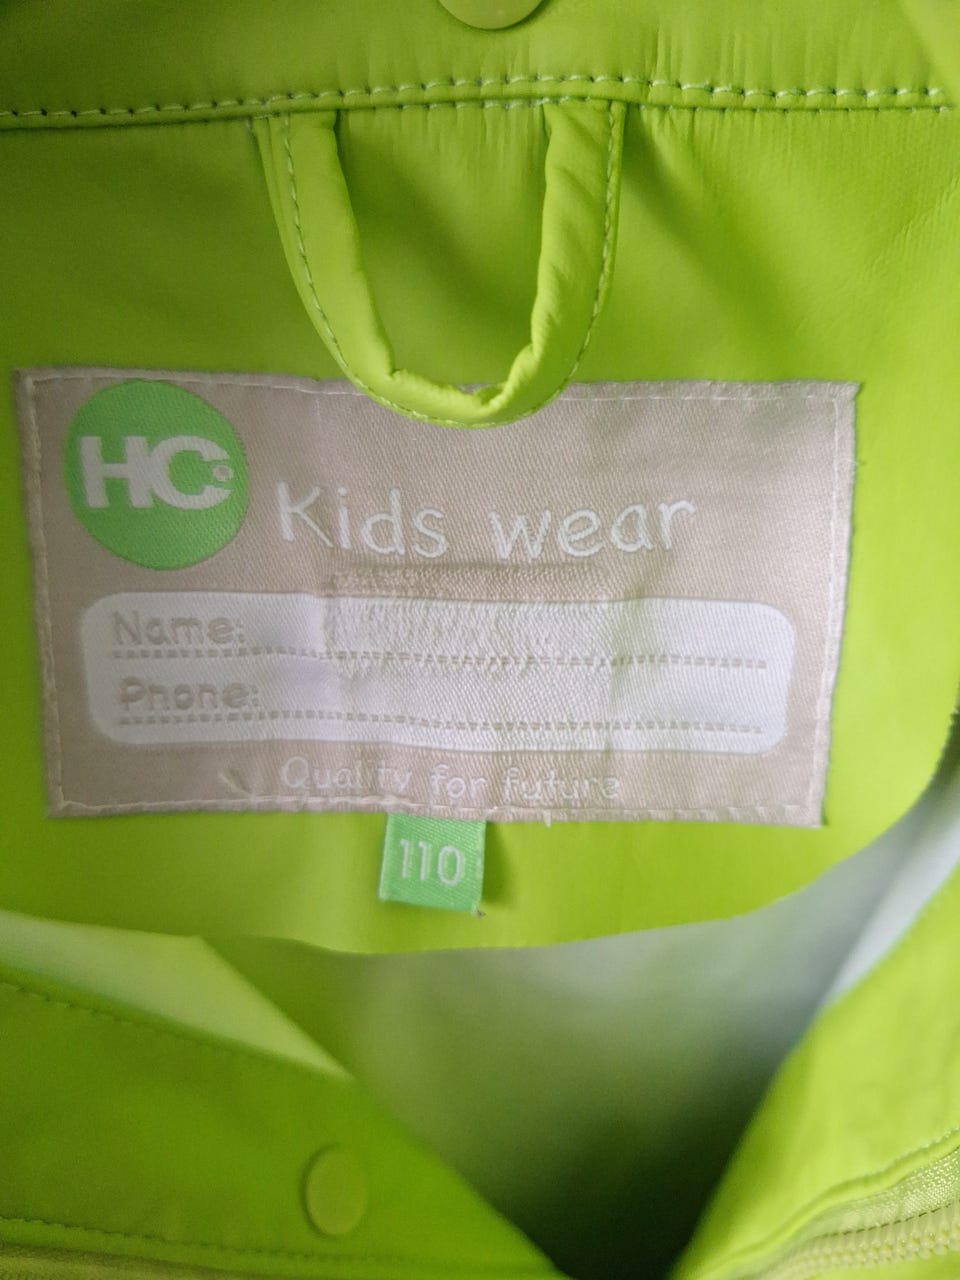 HC
Kids wear
Name:
Phone:
Quality for future
110